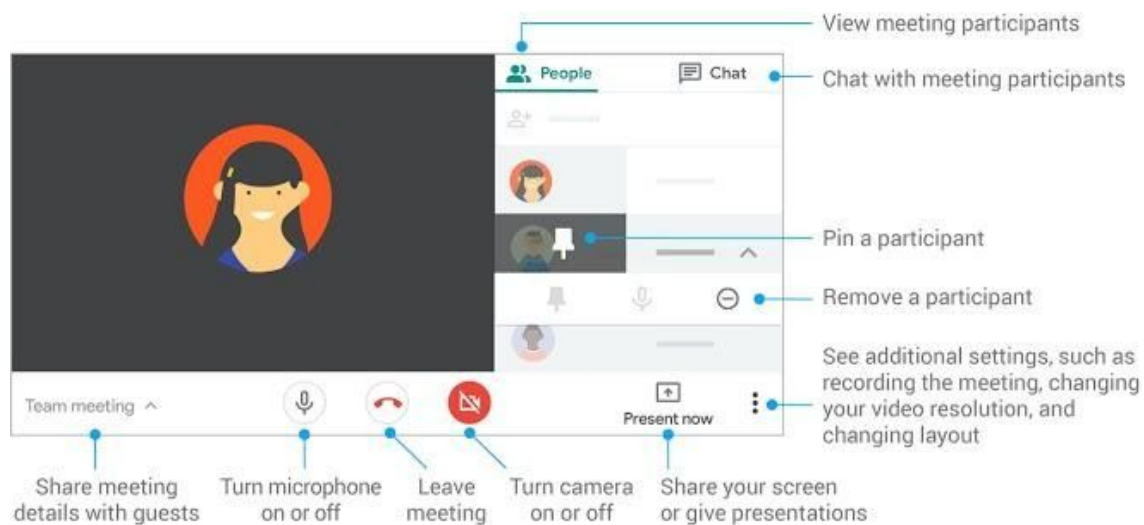 View meeting participants
People
Chat
Chat with meeting participants
Pin a participant
Remove a participant
See additional settings, such as
recording the meeting, changing
your video resolution, and
changing layout
Team meeting
Present now
Share meeting
details with guests
Turn microphone
on or off
Leave
meeting
Turn camera
on or off
Share your screen
or give presentations